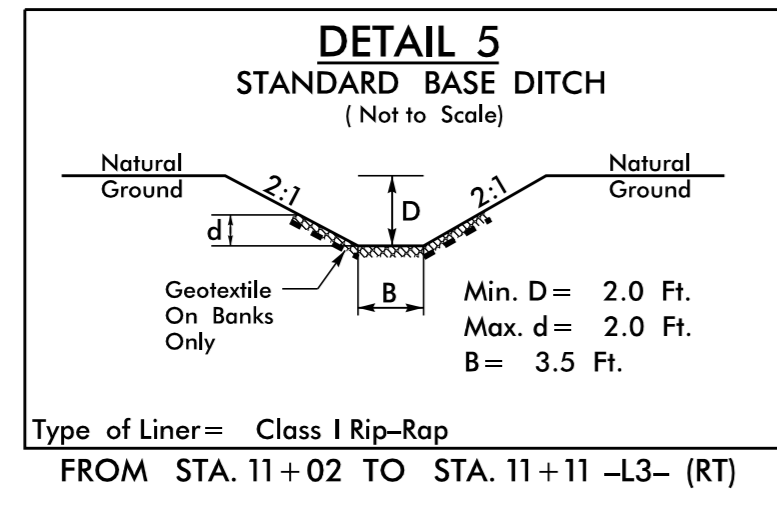 DETAIL 5
STANDARD BASE DITCH
( Not to Scale)
Natural
Ground
2:1
D
2:1
Natural
Ground
d
Geotextile
On Banks
Only
B
Min. D = 2.0 Ft.
Max. d = 2.0 Ft.
B = 3.5 Ft.
Type of Liner = Class I Rip-Rap
FROM STA. 11+02 TO STA. 11+11 -L3- (RT)